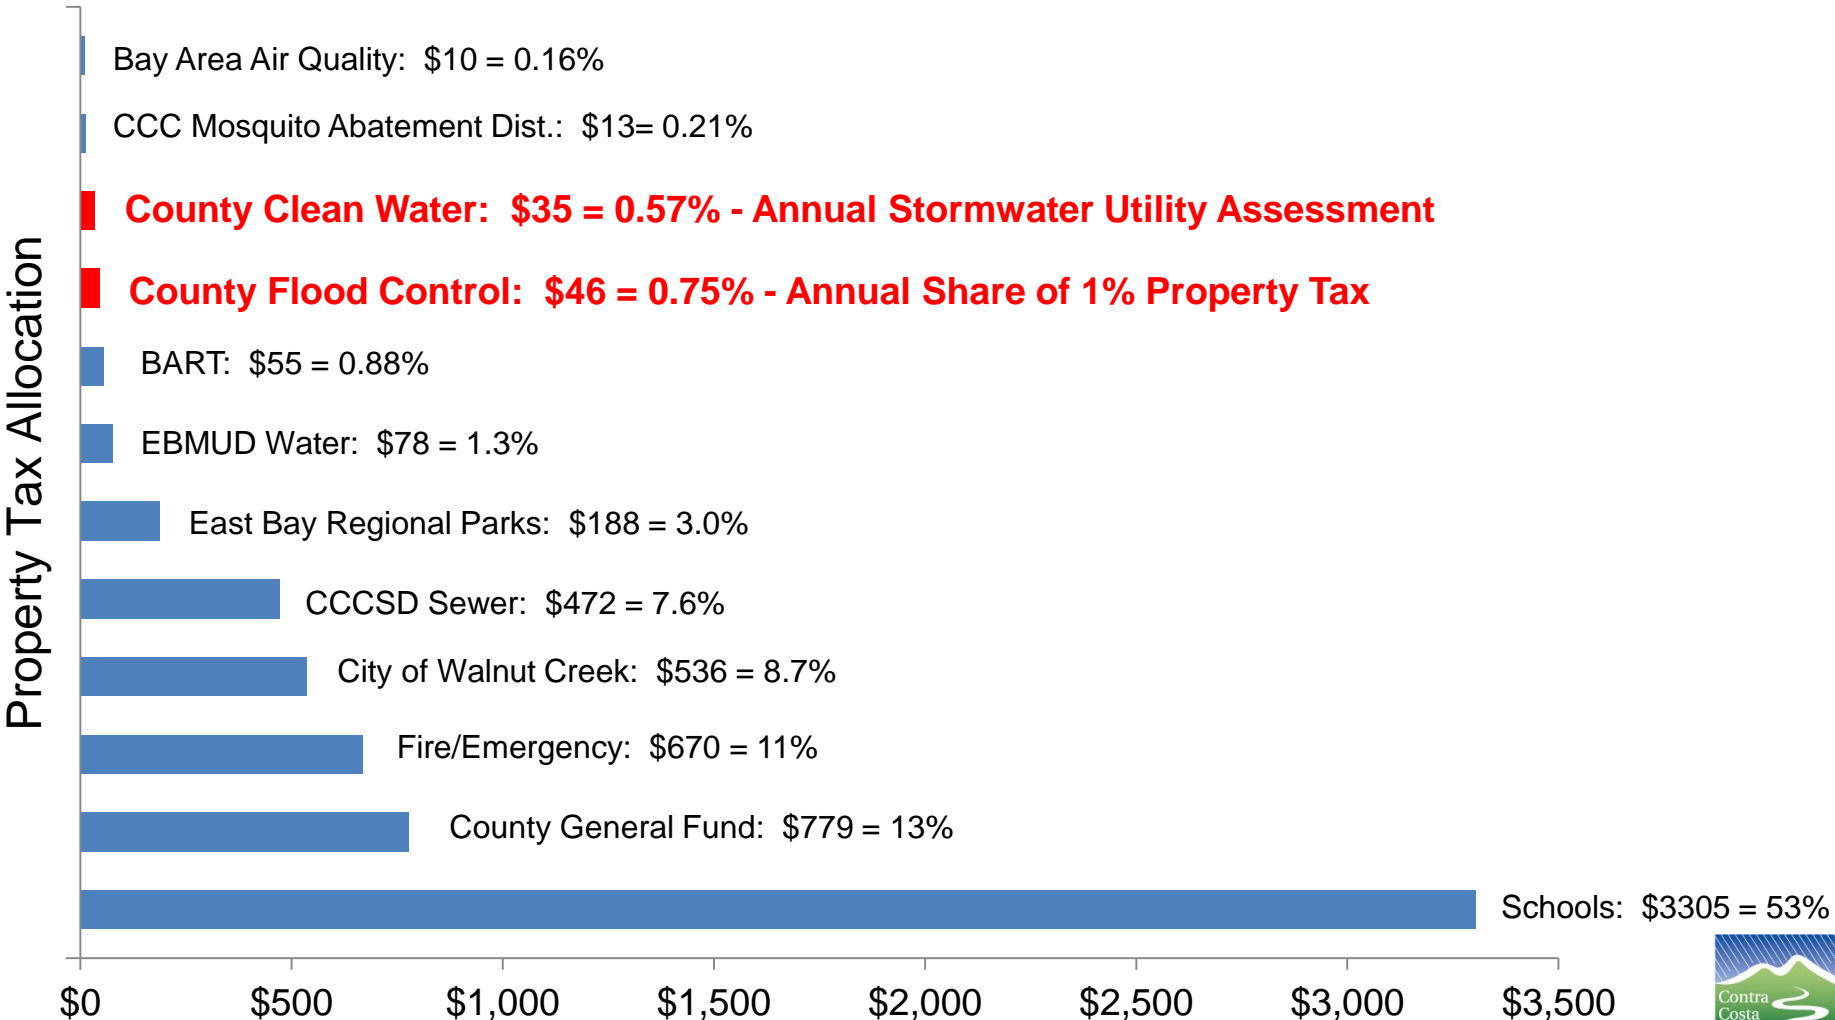 Property Tax Allocation
Bay Area Air Quality: $10 = 0.16%
CCC Mosquito Abatement Dist.: $13= 0.21%
County Clean Water: $35 = 0.57% - Annual Stormwater Utility Assessment
County Flood Control: $46 = 0.75% - Annual Share of 1% Property Tax
BART: $55 = 0.88%
EBMUD Water: $78 = 1.3%
East Bay Regional Parks: $188 = 3.0%
CCCSD Sewer: $472 = 7.6%
City of Walnut Creek: $536 = 8.7%
Fire/Emergency: $670 = 11%
County General Fund: $779 = 13%
Schools: $3305 = 53%
$0 $500 $1,000 $1,500 $2,000 $2,500 $3,000 $3,500
Contra
Costa